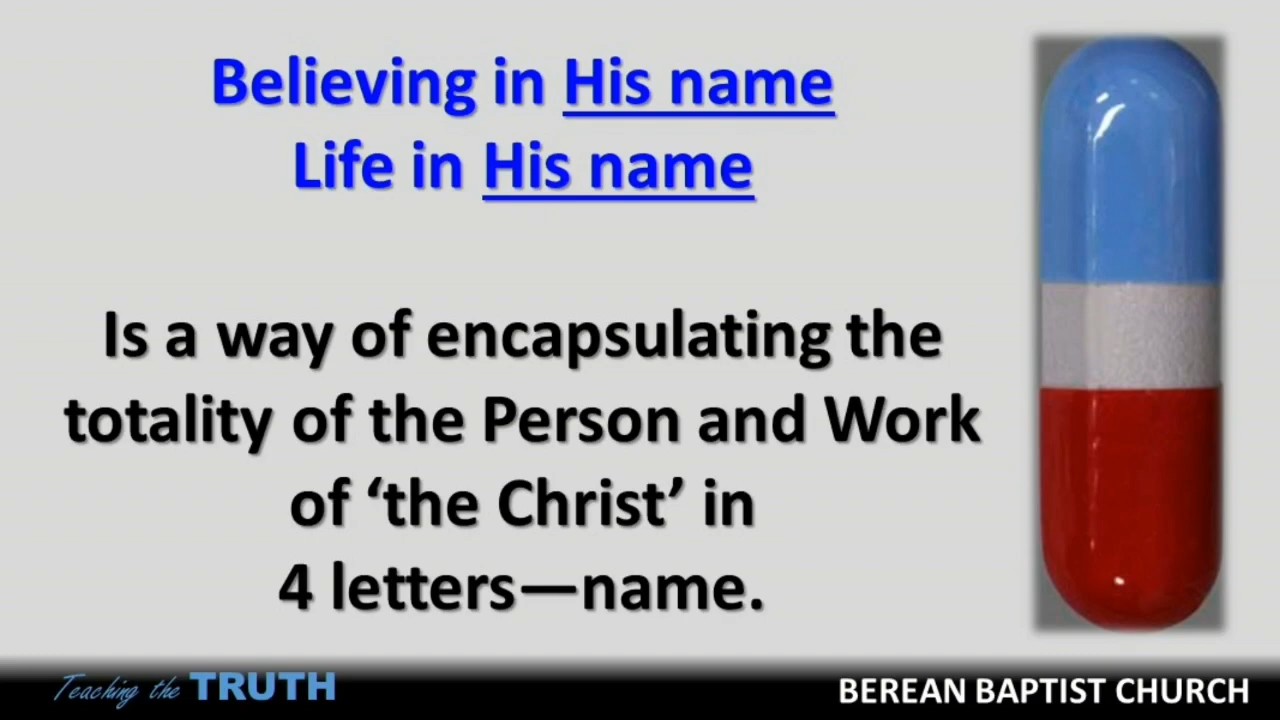 Believing in His name
Life in His name
Is a way of encapsulating the
totality of the Person and Work
of ‘the Christ’ in
4 letters—name.
Teaching the TRUTH
BEREAN BAPTIST CHURCH